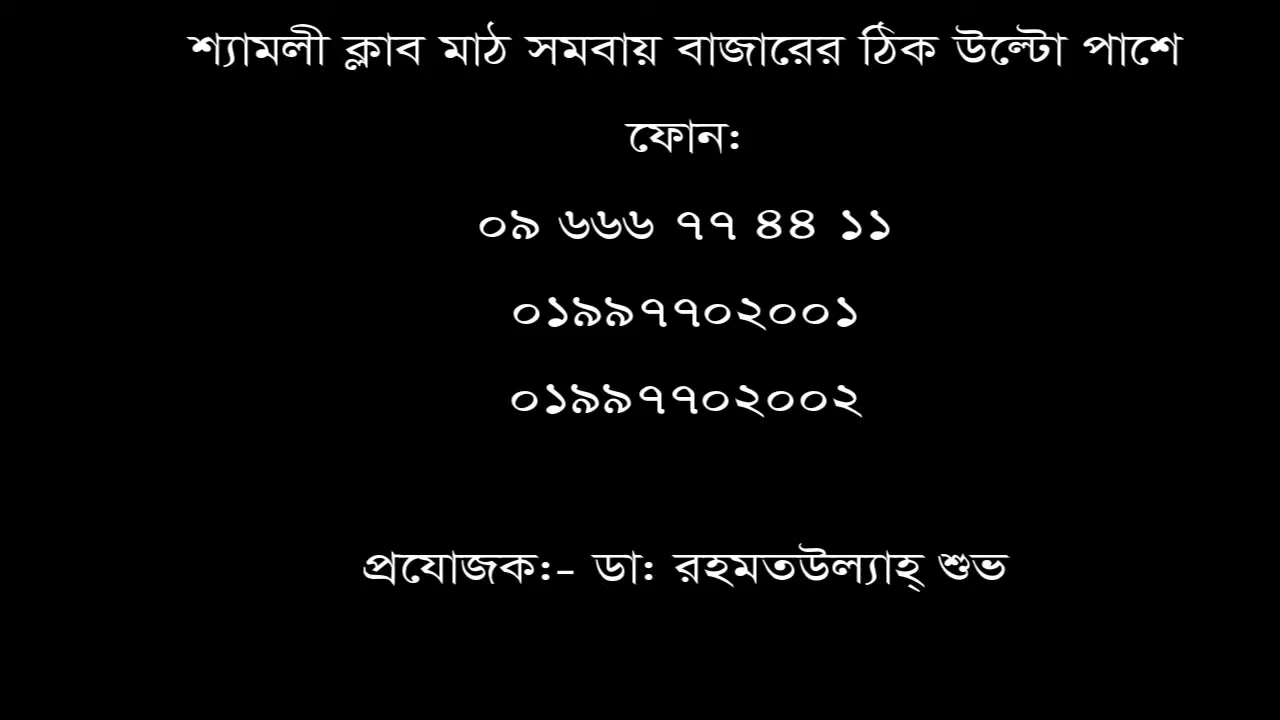 শ্যামলী ক্লাব মাঠ সমবায় বাজারের ঠিক উল্টো পাশে
ফোন:
০৯ ৬৬৬ ৭৭ ৪৪ ১১
০১৯৯৭৭০২০০১
০১৯৯৭৭০২০০২
প্রযোজক:- ডা: রহমতউল্যাহ্ শুভ